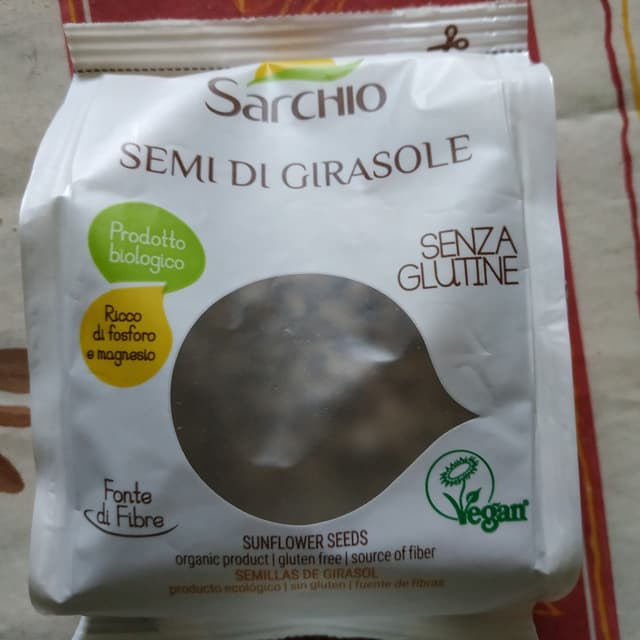 Sarchio
SEMI DI GIRASOLE
Prodotto
biologico
SENZA
GLUTINE
Ricco
di fosforo
e magnesio
Fonte
di Fibre
Vegan
SUNFLOWER SEEDS
organic product | gluten free | source of fiber
SEMILLAS DE GIRASOL
producto ecológico | sin gluten | fuente de fibras